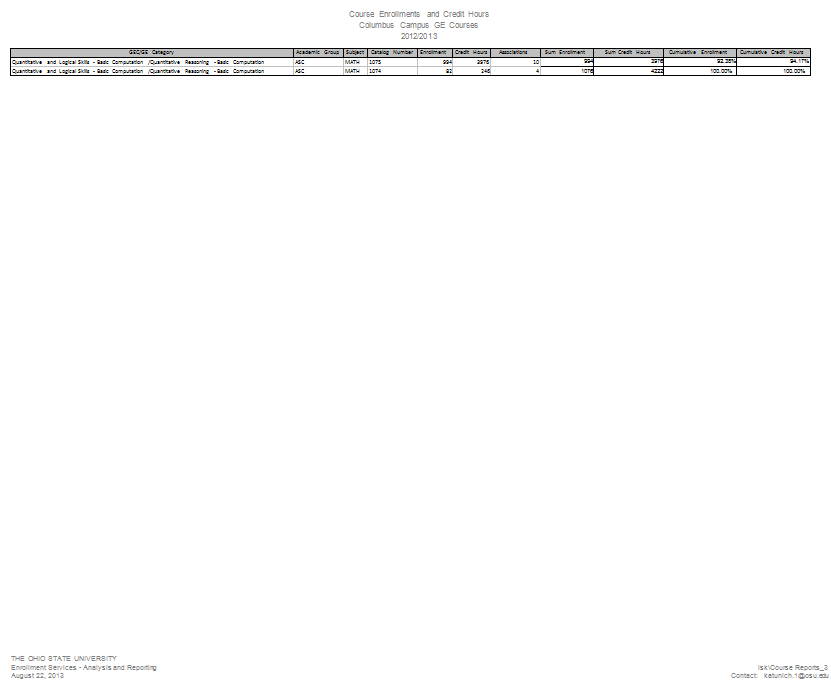 Course Enrollments and Credit Hours
Columbus Campus GE Courses
2012/2013
GEC/GE Category Academic Group Subject Catalog Number Enrollment Credit Hours Associations Sum Enrollment Sum Credit Hours Cumulative Enrollment Cumulative Credit Hours
Quantitative and Logical Skills - Basic Computation /Quantitative Reasoning - Basic Computation ASC MATH 1075 994 3976 10 994 3976 92.38% 94.17%
Quantitative and Logical Skills - Basic Computation /Quantitative Reasoning - Basic Computation ASC MATH 1074 82 246 4 1076 4222 100.00% 100.00%
THE OHIO STATE UNIVERSITY
Enrollment Services - Analysis and Reporting
August 22, 2013
isk\Course Reports_3
Contact: katunich.1@osu.edu